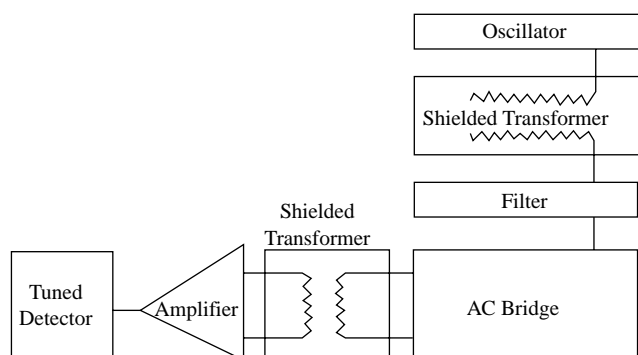 Oscillator
Shielded Transformer
Filter
Shielded
Transformer
Tuned
Detector
Amplifier
AC Bridge